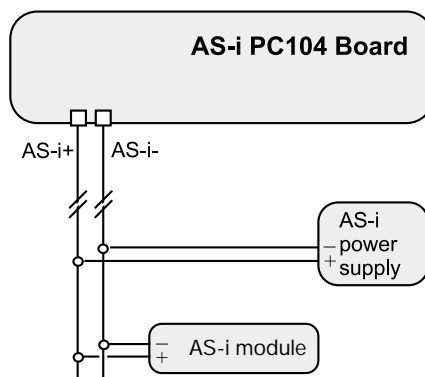 AS-i PC104 Board
AS-i+ AS-i-
AS-i
− power
+ supply
− AS-i module
+